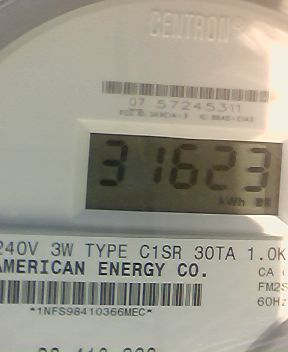 CENTRON®
07 57245311
31623
kWh
240V 3W TYPE C1SR 30TA 1.0K
AMERICAN ENERGY CO.
CA
FM2S
60Hz
*1NFS98410366MEC*